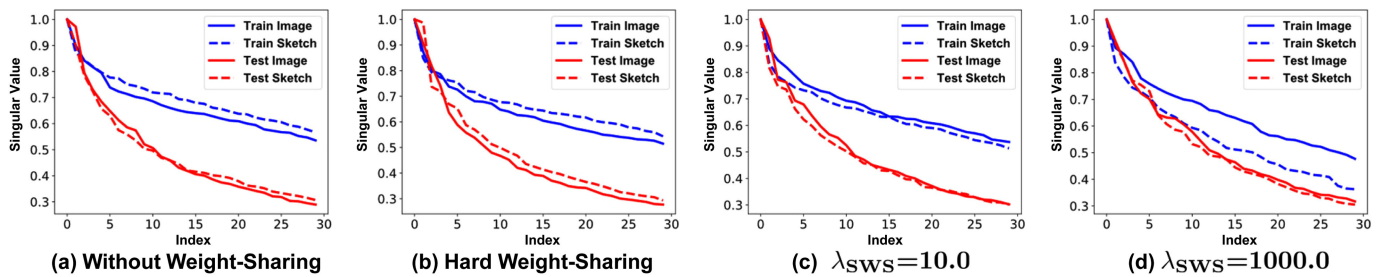 Singular Value
1.0
0.9
0.8
0.7
0.6
0.5
0.4
0.3
Train Image
Train Sketch
Test Image
Test Sketch
0 5 10 15 20 25 30
Index
(a) Without Weight-Sharing
Singular Value
1.0
0.9
0.8
0.7
0.6
0.5
0.4
0.3
Train Image
Train Sketch
Test Image
Test Sketch
0 5 10 15 20 25 30
Index
(b) Hard Weight-Sharing
Singular Value
1.0
0.9
0.8
0.7
0.6
0.5
0.4
0.3
Train Image
Train Sketch
Test Image
Test Sketch
0 5 10 15 20 25 30
Index
(c) λSWS=10.0
Singular Value
1.0
0.9
0.8
0.7
0.6
0.5
0.4
0.3
Train Image
Train Sketch
Test Image
Test Sketch
0 5 10 15 20 25 30
Index
(d) λSWS=1000.0